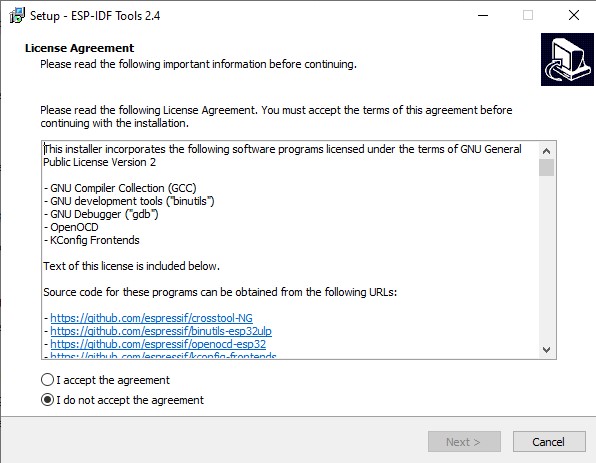 Setup - ESP-IDF Tools 2.4
License Agreement
Please read the following important information before continuing.
Please read the following License Agreement. You must accept the terms of this agreement before
continuing with the installation.
This installer incorporates the following software programs licensed under the terms of GNU General
Public License Version 2
- GNU Compiler Collection (GCC)
- GNU development tools ("binutils")
- GNU Debugger ("gdb")
- OpenOCD
- KConfig Frontends
Text of this license is included below.
Source code for these programs can be obtained from the following URLs:
- https://github.com/espressif/crosstool-NG
- https://github.com/espressif/binutils-esp32ulp
- https://github.com/espressif/openocd-esp32
- https://github.com/espressif/kconfig-frontends
I accept the agreement
I do not accept the agreement
Next >
Cancel